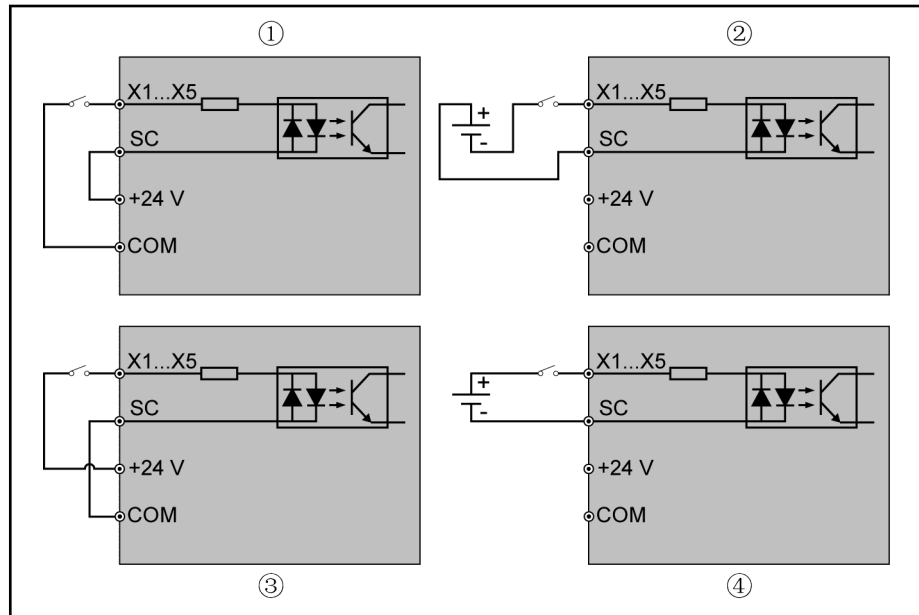 ① ②
X1...X5 X1...X5
+
SC SC
-
+24 V +24 V
COM COM
X1...X5 X1...X5
+
SC SC
-
+24 V +24 V
COM COM
③ ④